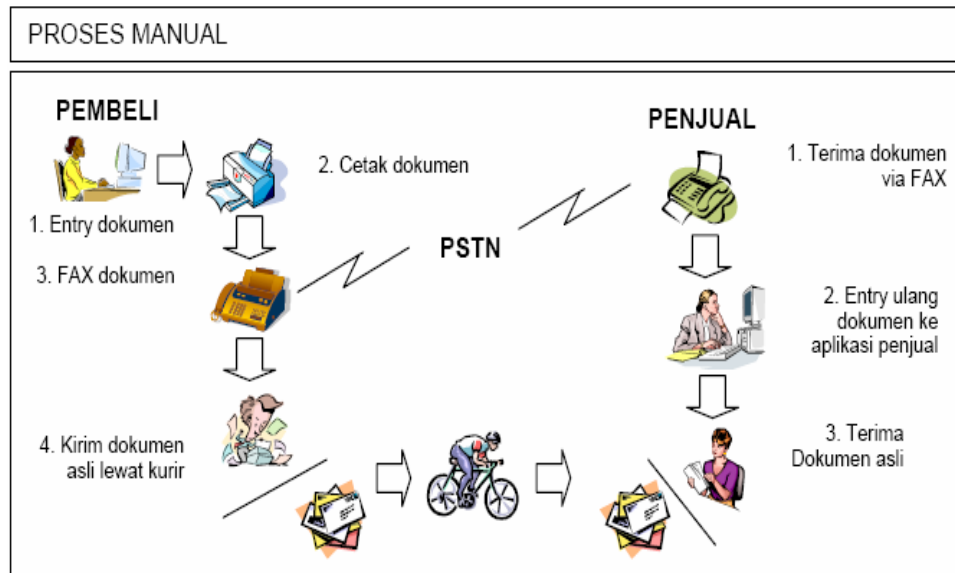 PROSES MANUAL
PEMBELI
1. Entry dokumen
2. Cetak dokumen
3. FAX dokumen
4. Kirim dokumen
asli lewat kurir
PSTN
PENJUAL
1. Terima dokumen
via FAX
2. Entry ulang
dokumen ke
aplikasi penjual
3. Terima
Dokumen asli